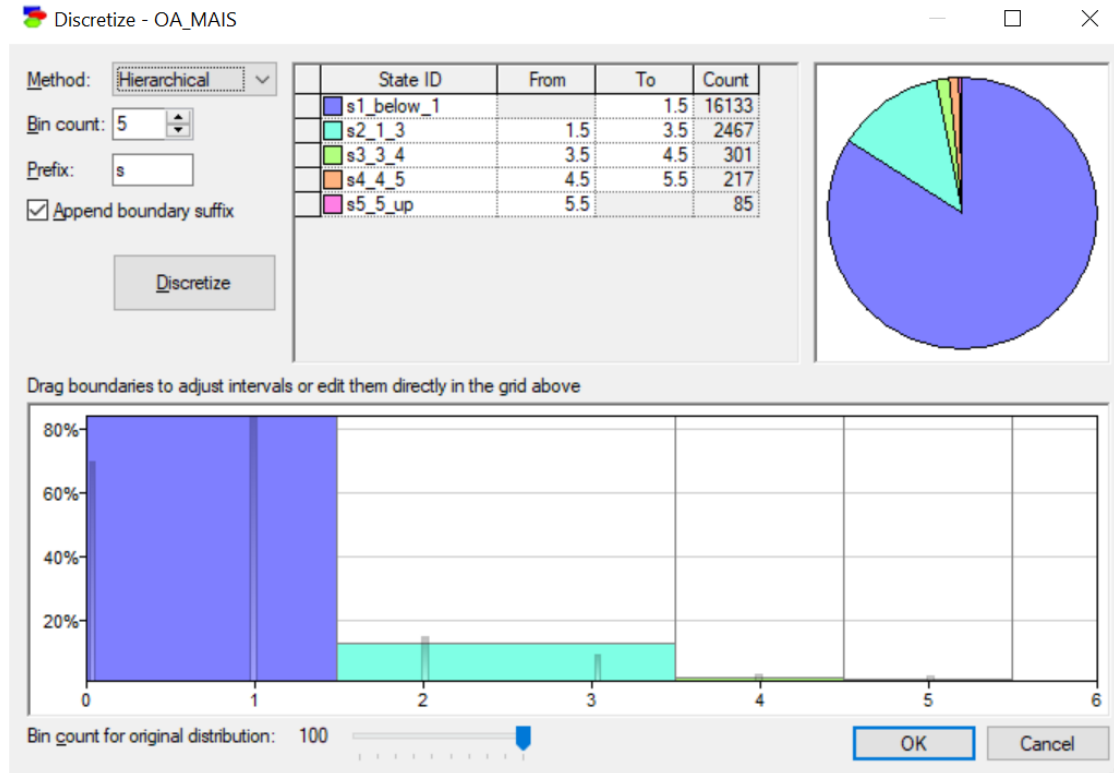 Discretize - OA_MAIS
Method: Hierarchical
Bin count: 5
Prefix: s
Append boundary suffix
Discretize
State ID From To Count
s1_below_1 1.5 16133
s2_1_3 1.5 3.5 2467
s3_3_4 3.5 4.5 301
s4_4_5 4.5 5.5 217
s5_5_up 5.5 85
Drag boundaries to adjust intervals or edit them directly in the grid above
80%
60%
40%
20%
0 1 2 3 4 5 6
Bin count for original distribution: 100
OK Cancel